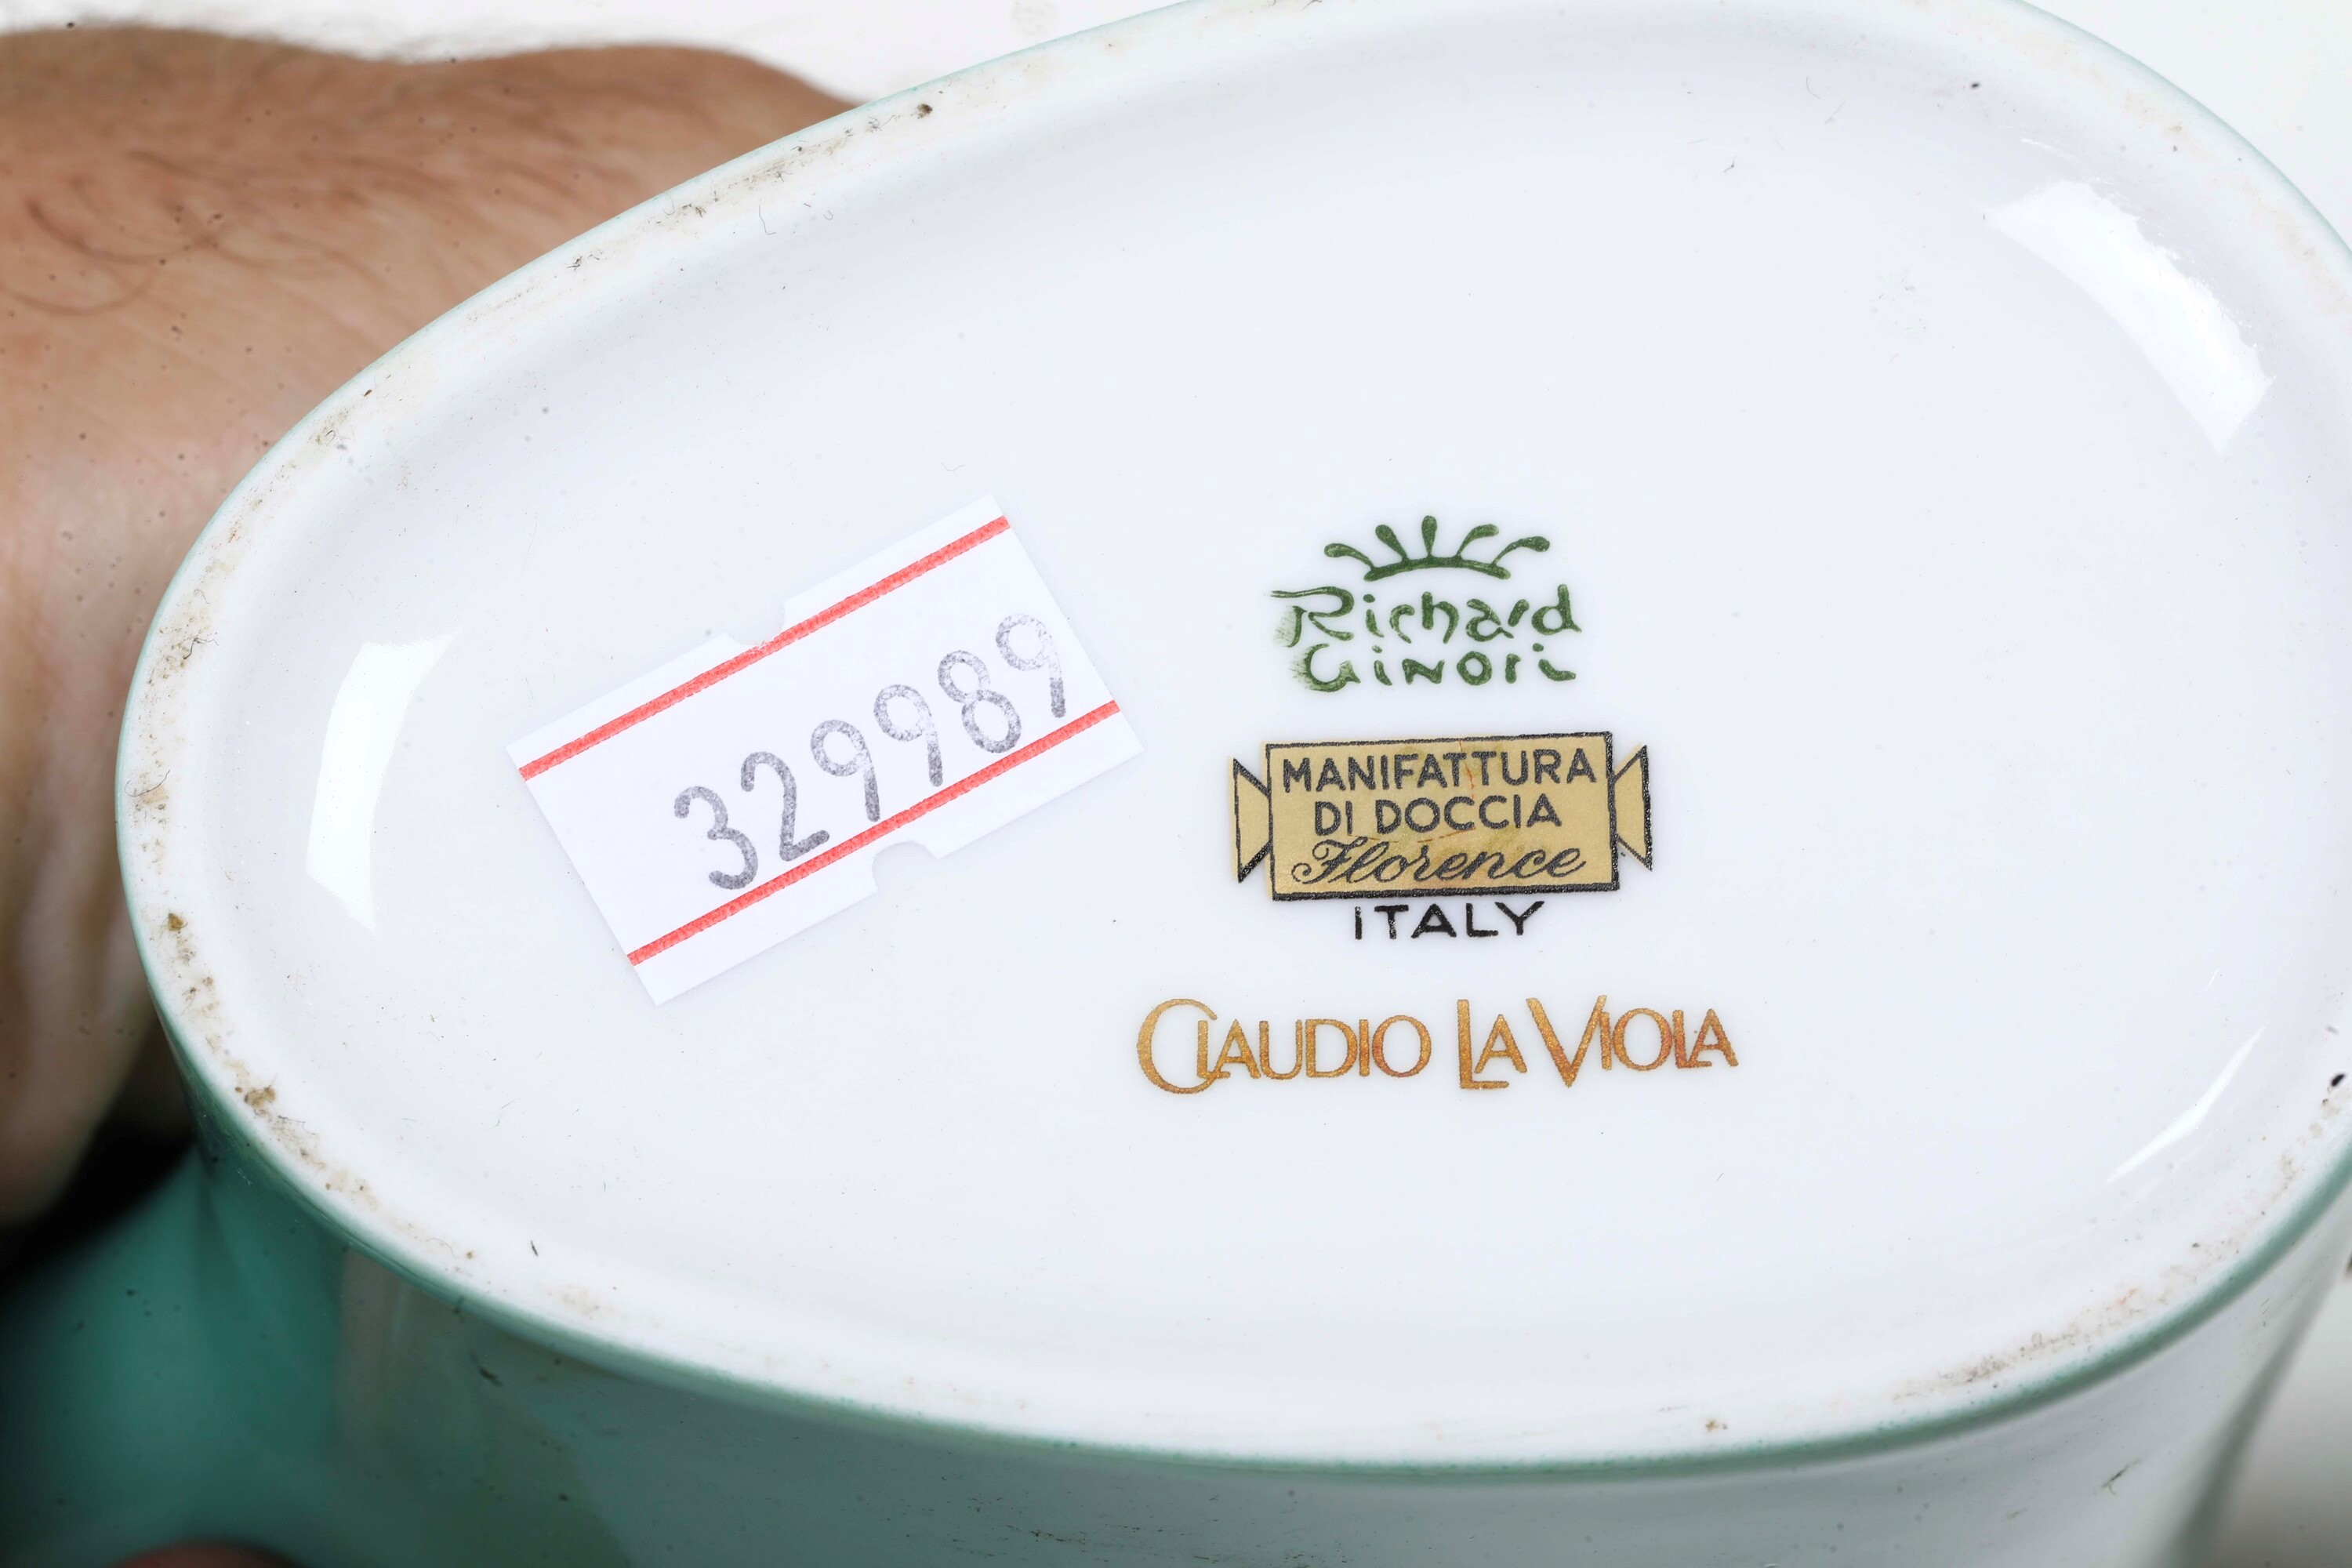 329989
Richard
Ginori
MANIFATTURA
DI DOCCIA
Florence
ITALY
CLAUDIO LA VIOLA